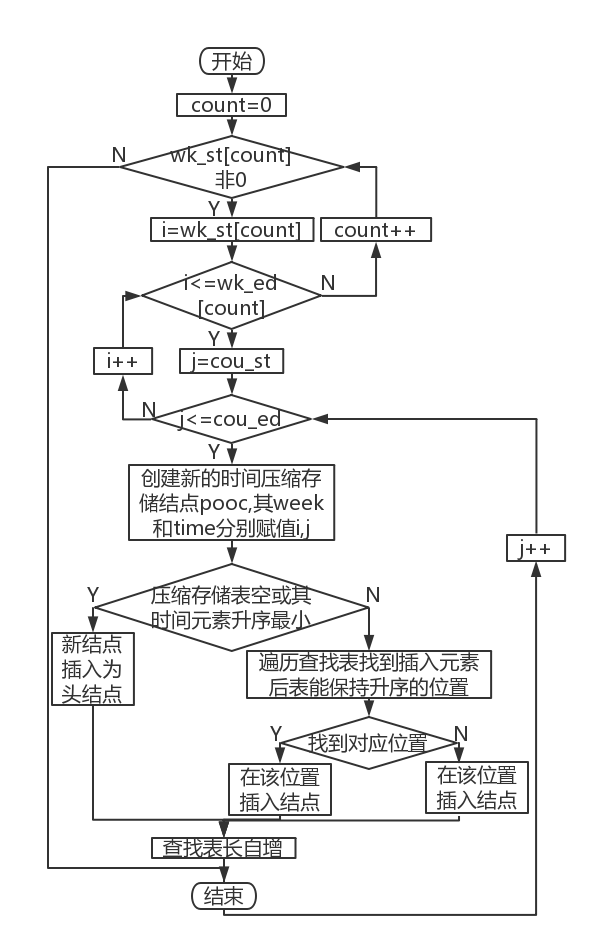 开始
count=0
N
wk_st[count]
非0
Y
i=wk_st[count]
count++
i<=wk_ed
[count]
N
Y
i++
j=cou_st
N
j<=cou_ed
Y
创建新的时间压缩存
储结点pooc,其week
和time分别赋值i,j
j++
Y
压缩存储表空或其
时间元素升序最小
N
新结点
插入为
头结点
遍历查找表找到插入元素
后表能保持升序的位置
Y
找到对应位置
N
在该位置
插入结点
在该位置
插入结点
查找表长自增
结束